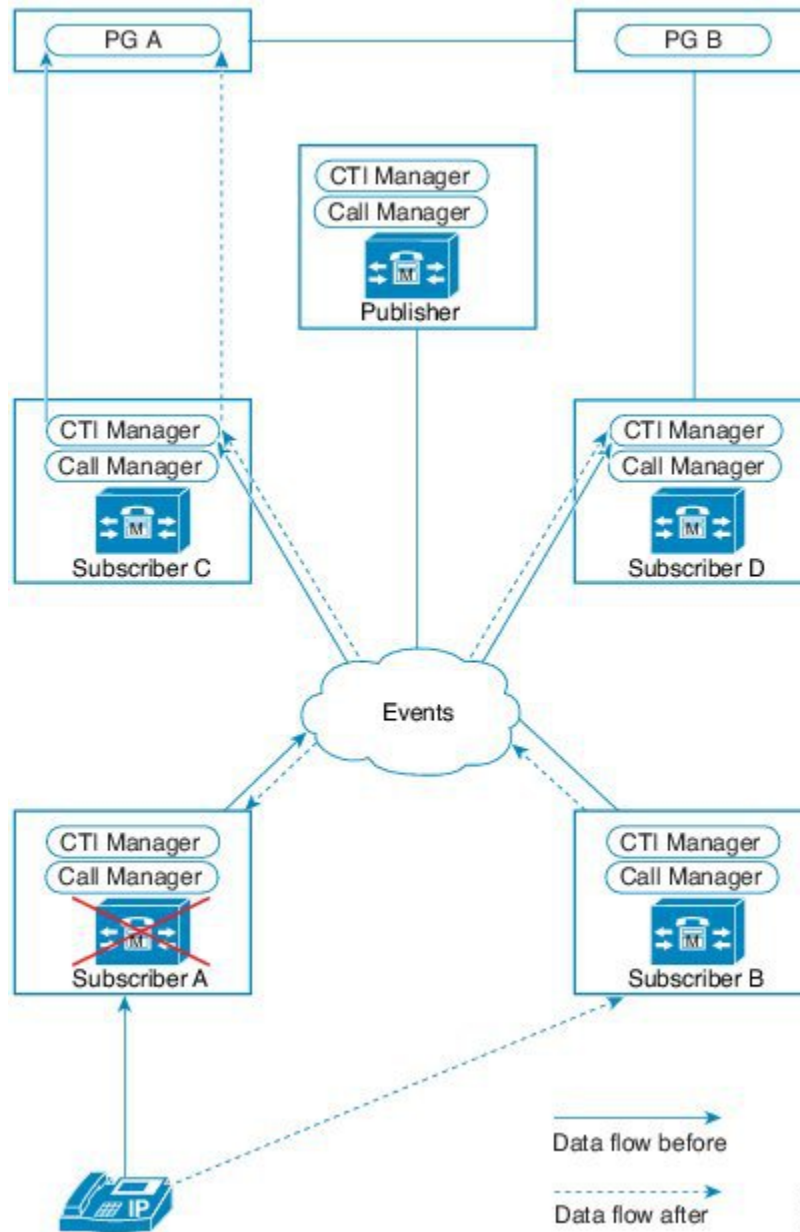 PG A
PG B
CTI Manager
Call Manager
M
Publisher
CTI Manager
Call Manager
M
Subscriber C
CTI Manager
Call Manager
M
Subscriber D
Events
CTI Manager
Call Manager
M
Subscriber A
CTI Manager
Call Manager
M
Subscriber B
Data flow before
IP
Data flow after